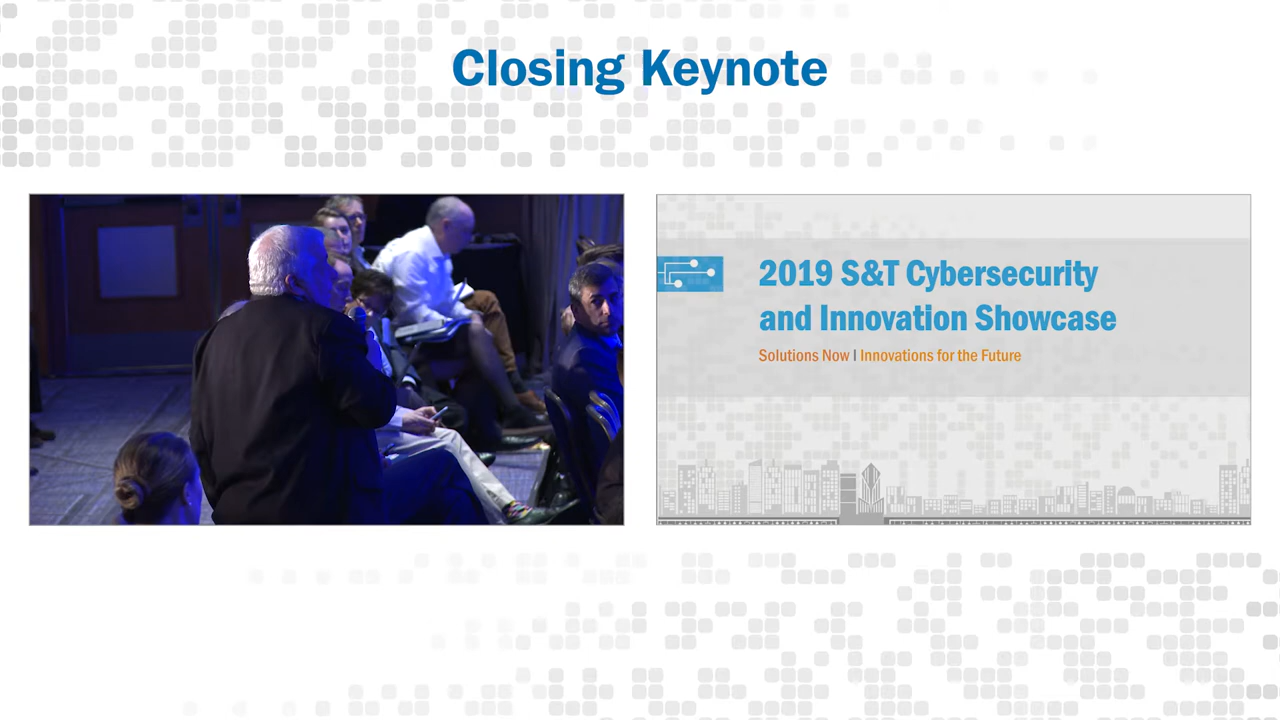 Closing Keynote
2019 S&T Cybersecurity
and Innovation Showcase
Solutions Now | Innovations for the Future